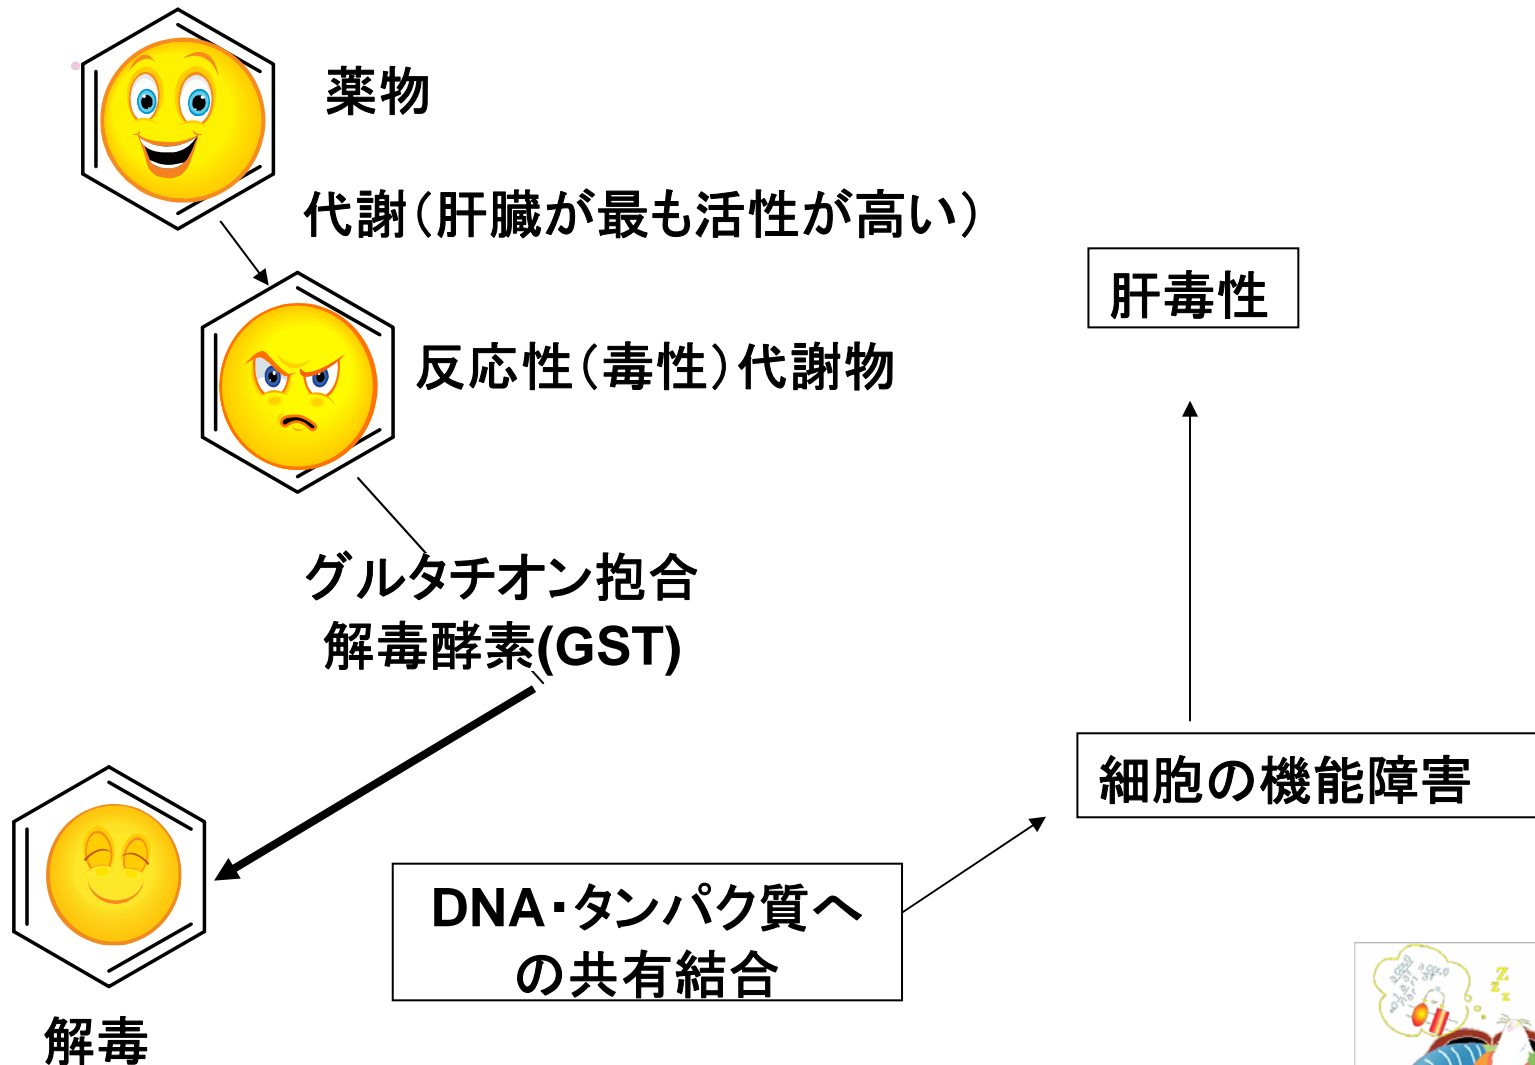 薬物
代謝（肝臓が最も活性が高い）
反応性（毒性）代謝物
グルタチオン抱合
解毒酵素(GST)
解毒
DNA・タンパク質へ
の共有結合
細胞の機能障害
肝毒性
Z
z
z